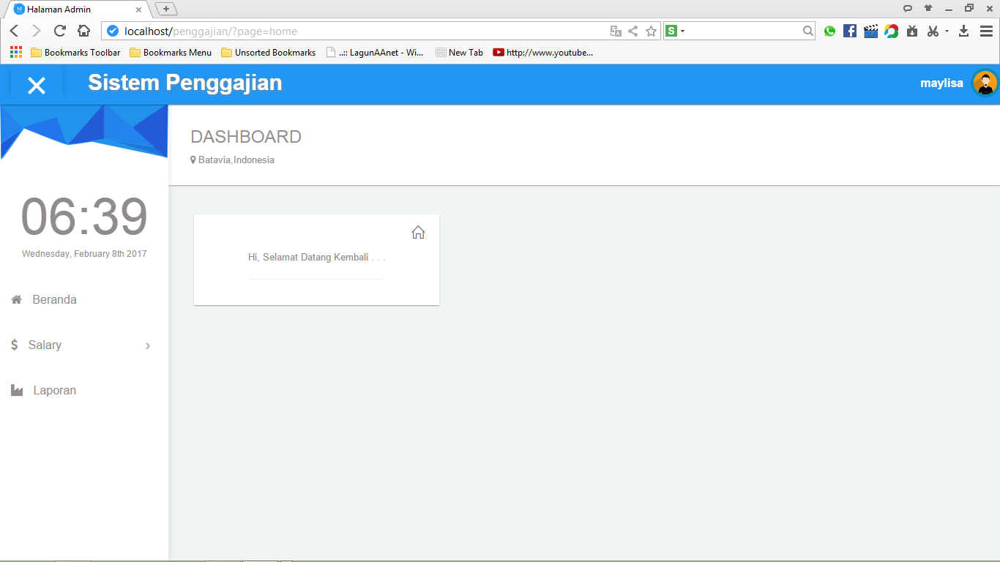 Halaman Admin
localhost/penggajian/?page=home
S
Bookmarks Toolbar Bookmarks Menu Unsorted Bookmarks ..:: LagunAAnet - Wi... New Tab http://www.youtube...
Sistem Penggajian
maylisa
DASHBOARD
Batavia,Indonesia
06:39
Wednesday, February 8th 2017
Hi, Selamat Datang Kembali . . .
Beranda
$ Salary
Laporan